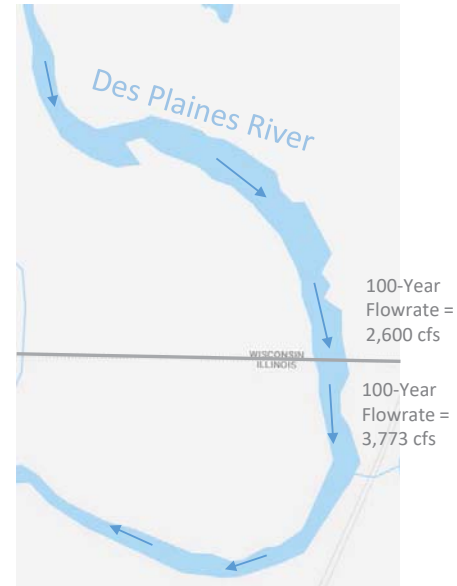 Des Plaines River
100-Year
Flowrate =
2,600 cfs
WISCONSIN
ILLINOIS
100-Year
Flowrate =
3,773 cfs